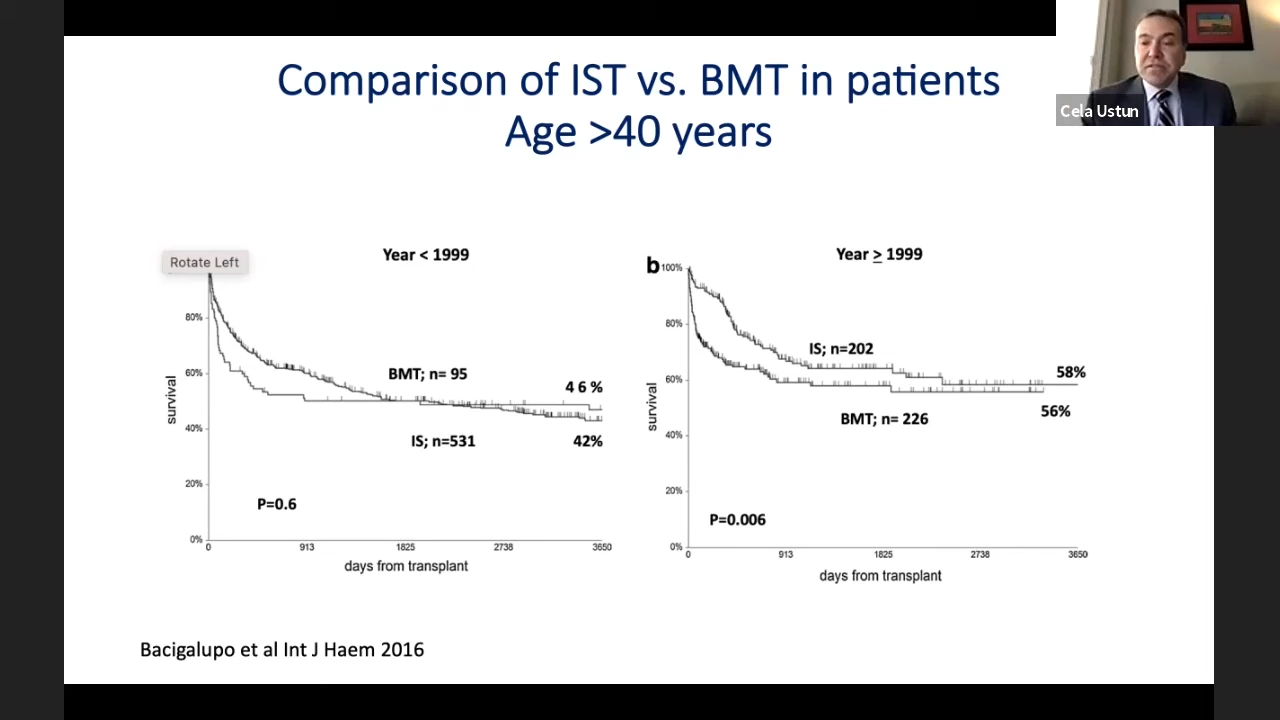 Comparison of IST vs. BMT in patients
Age >40 years
Cela Ustun
Rotate Left
Year < 1999
80%
60%
40%
20%
0%
survival
BMT; n= 95
4 6 %
IS; n=531
42%
P=0.6
0
913
1825
2738
3650
days from transplant
b
Year ≥ 1999
100%
80%
60%
40%
20%
0%
survival
IS; n=202
58%
56%
BMT; n= 226
P=0.006
0
913
1825
2738
3650
days from transplant
Bacigalupo et al Int J Haem 2016